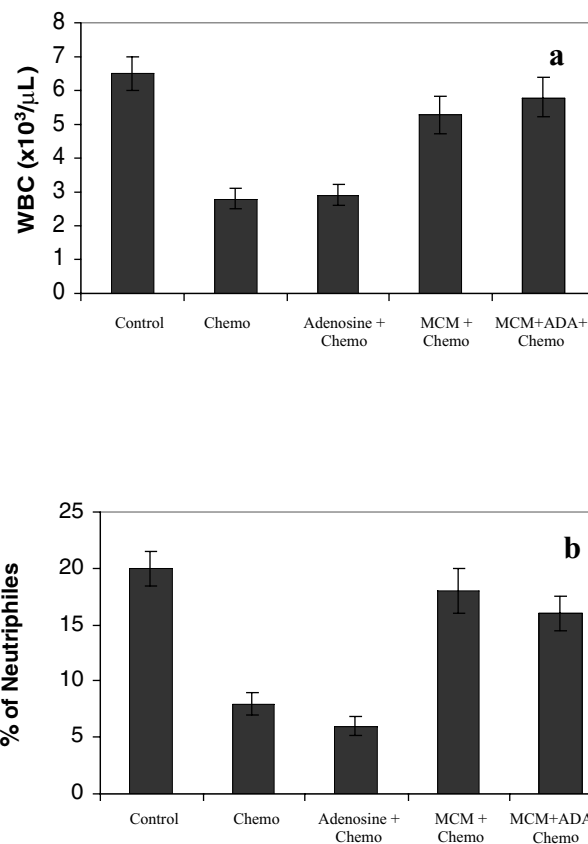 8
7
6
5
4
3
2
1
0
WBC (x10³/μL)
a
Control
Chemo
Adenosine +
Chemo
MCM +
Chemo
MCM+ADA+
Chemo
25
20
15
10
5
0
% of Neutriphiles
b
Control
Chemo
Adenosine +
Chemo
MCM +
Chemo
MCM+ADA
Chemo